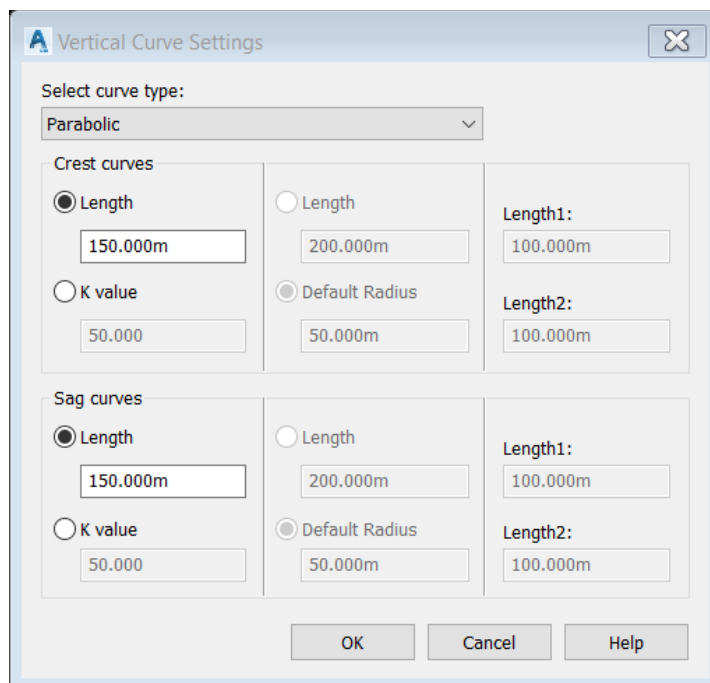 Vertical Curve Settings
Select curve type:
Parabolic
Crest curves
Length
150.000m
K value
50.000
Length
200.000m
Default Radius
50.000m
Length1:
100.000m
Length2:
100.000m
Sag curves
Length
150.000m
K value
50.000
Length
200.000m
Default Radius
50.000m
Length1:
100.000m
Length2:
100.000m
OK Cancel Help